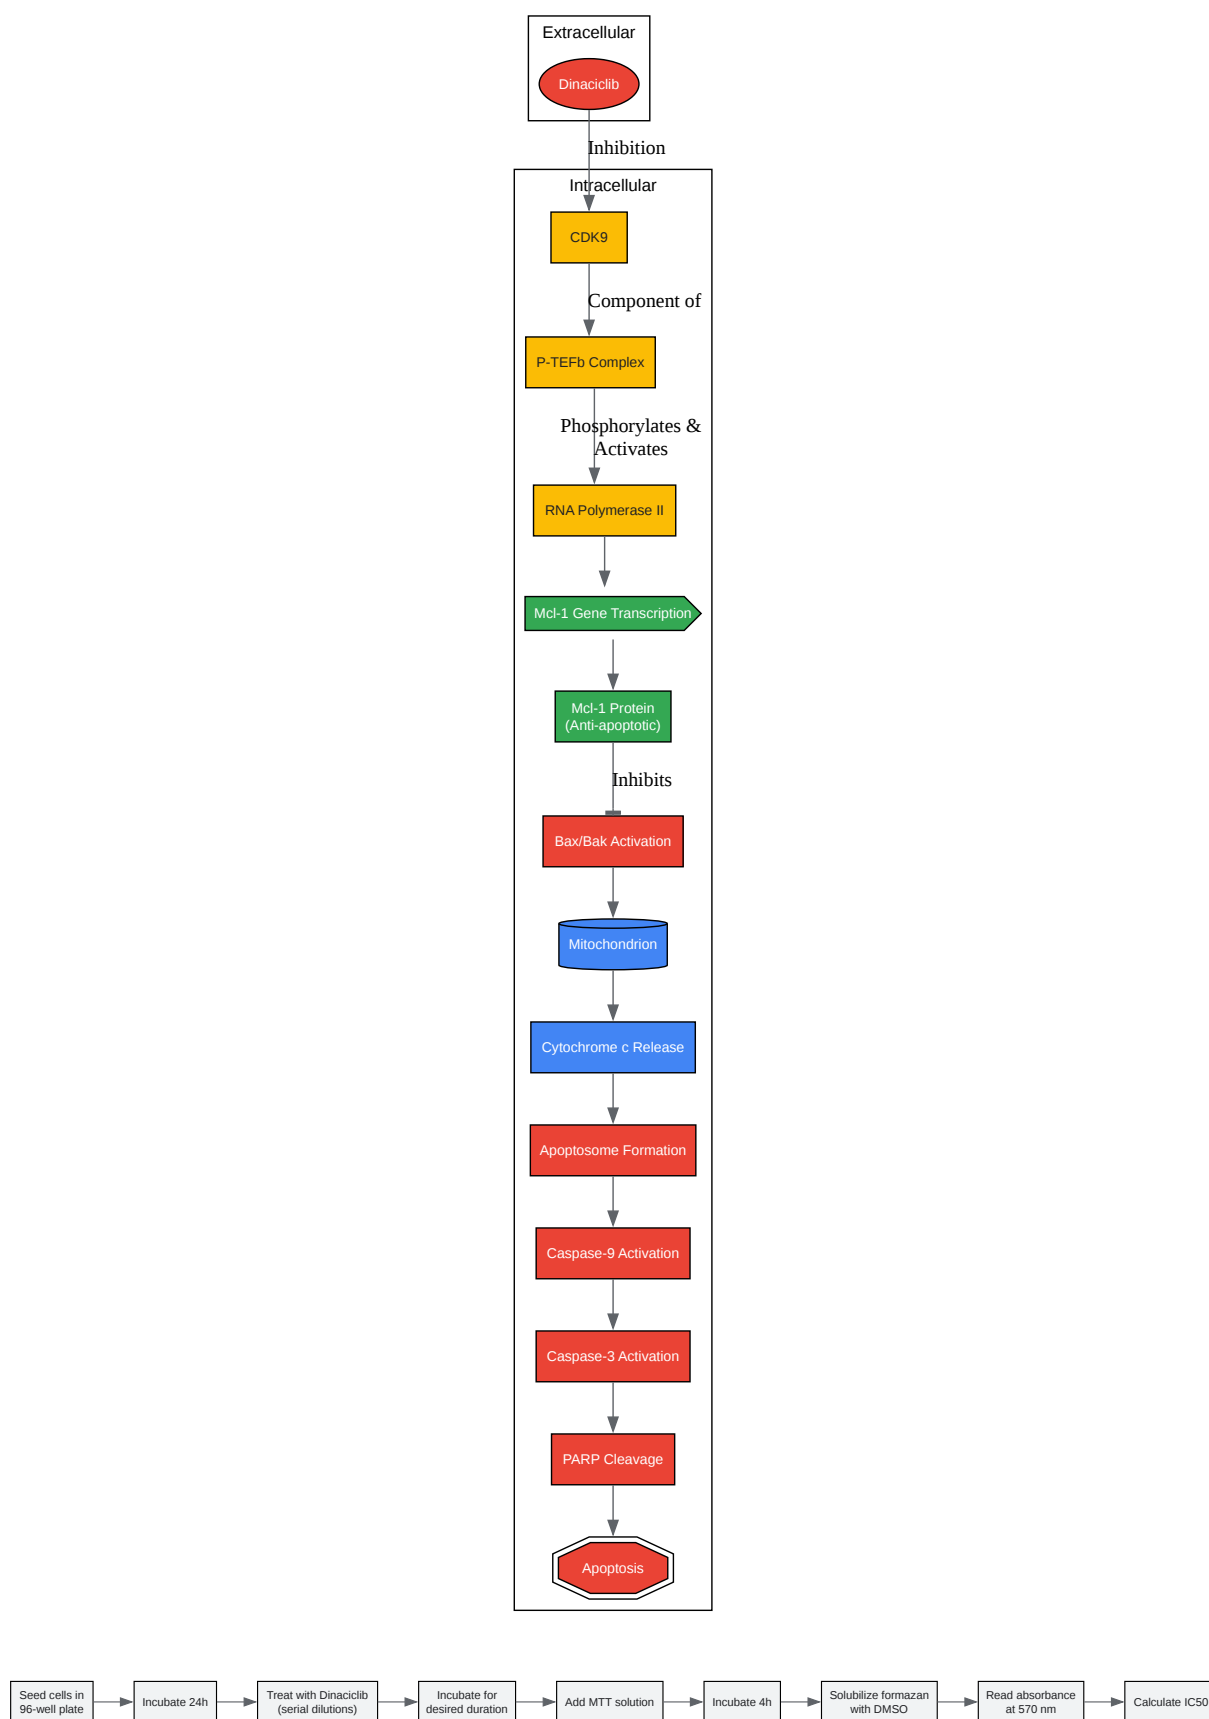 Extracellular
Dinaciclib
Inhibition
Intracellular
CDK9
Component of
P-TEFb Complex
Phosphorylates &
Activates
RNA Polymerase II
Mcl-1 Gene Transcription
Mcl-1 Protein
(Anti-apoptotic)
Inhibits
Bax/Bak Activation
Mitochondrion
Cytochrome c Release
Apoptosome Formation
Caspase-9 Activation
Caspase-3 Activation
PARP Cleavage
Apoptosis
Seed cells in
96-well plate
Incubate 24h
Treat with Dinaciclib
(serial dilutions)
Incubate for
desired duration
Add MTT solution
Incubate 4h
Solubilize formazan
with DMSO
Read absorbance
at 570 nm
Calculate IC50